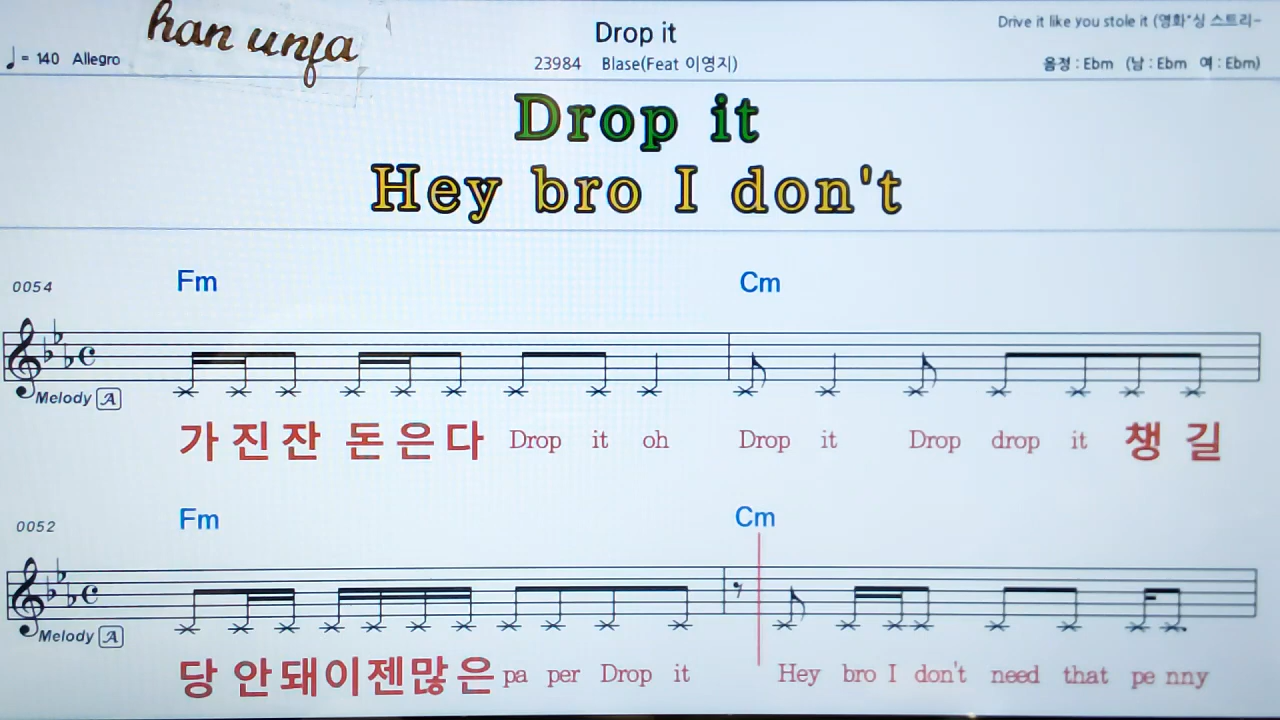 han unja
Drop it
Drive it like you stole it (영화"싱 스트리-
♩ = 140 Allegro
23984 Blase(Feat 이영지)
음정 : Ebm (남 : Ebm 여 : Ebm)
Drop it
Hey bro I don't
0054 Fm Cm
Melody A
가 진 잔 돈 은 다 Drop it oh Drop it Drop drop it 챙 길
0052 Fm Cm
Melody A
당 안 돼 이 젠 많 은 pa per Drop it Hey bro I don't need that pe nny